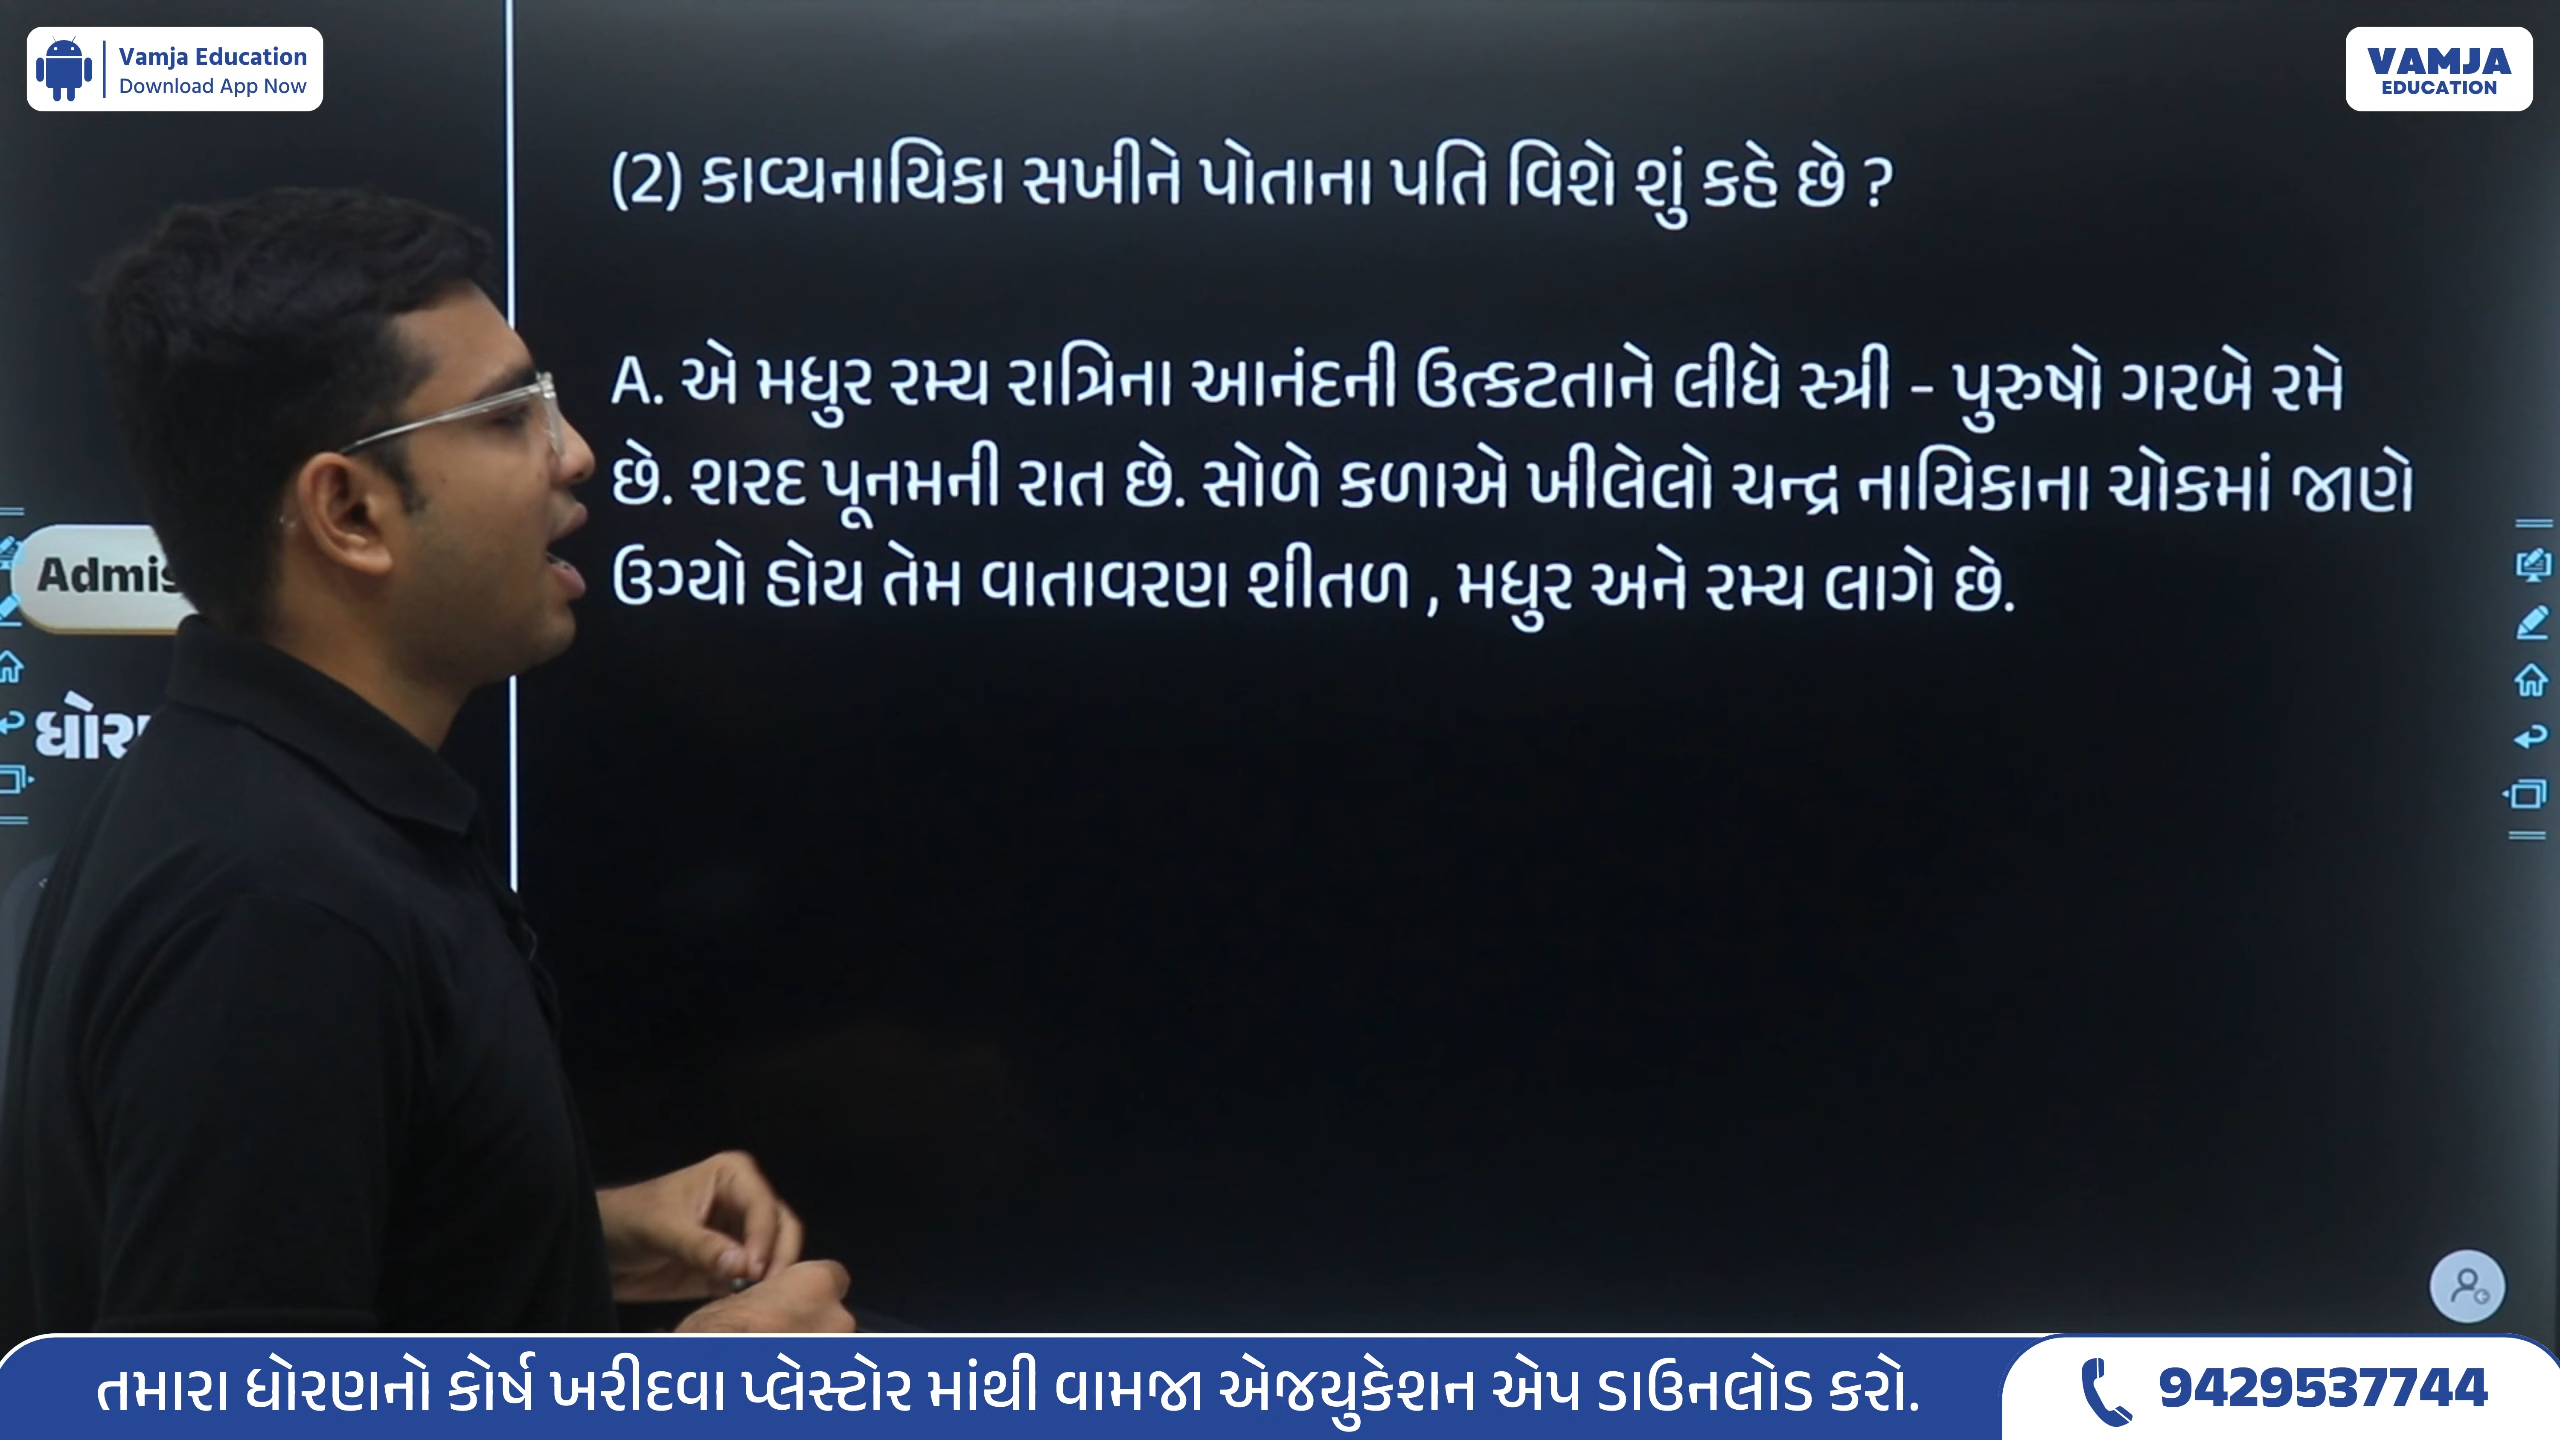 Vamja Education
Download App Now
VAMJA
EDUCATION
(2) કાવ્યનાયિકા સખીને પોતાના પતિ વિશે શું કહે છે ?
A. એ મધુર રમ્ય રાત્રિના આનંદની ઉત્કટતાને લીધે સ્ત્રી - પુરુષો ગરબે રમે
છે. શરદ પૂનમની રાત છે. સોળે કળાએ ખીલેલો ચન્દ્ર નાયિકાના ચોકમાં જાણે
ઉગ્યો હોય તેમ વાતાવરણ શીતળ , મધુર અને રમ્ય લાગે છે.
તમારા ધોરણનો કોર્ષ ખરીદવા પ્લેસ્ટોર માંથી વામજા એજયુકેશન એપ ડાઉનલોડ કરો.
9429537744